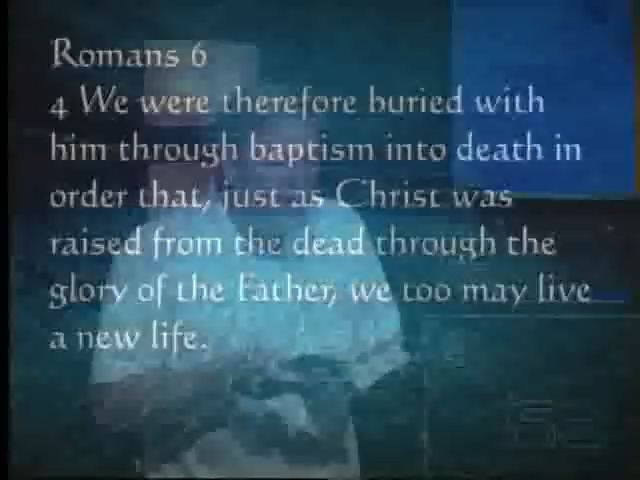 Romans 6
4 We were therefore buried with
him through baptism into death in
order that, just as Christ was
raised from the dead through the
glory of the Father, we too may live
a new life.